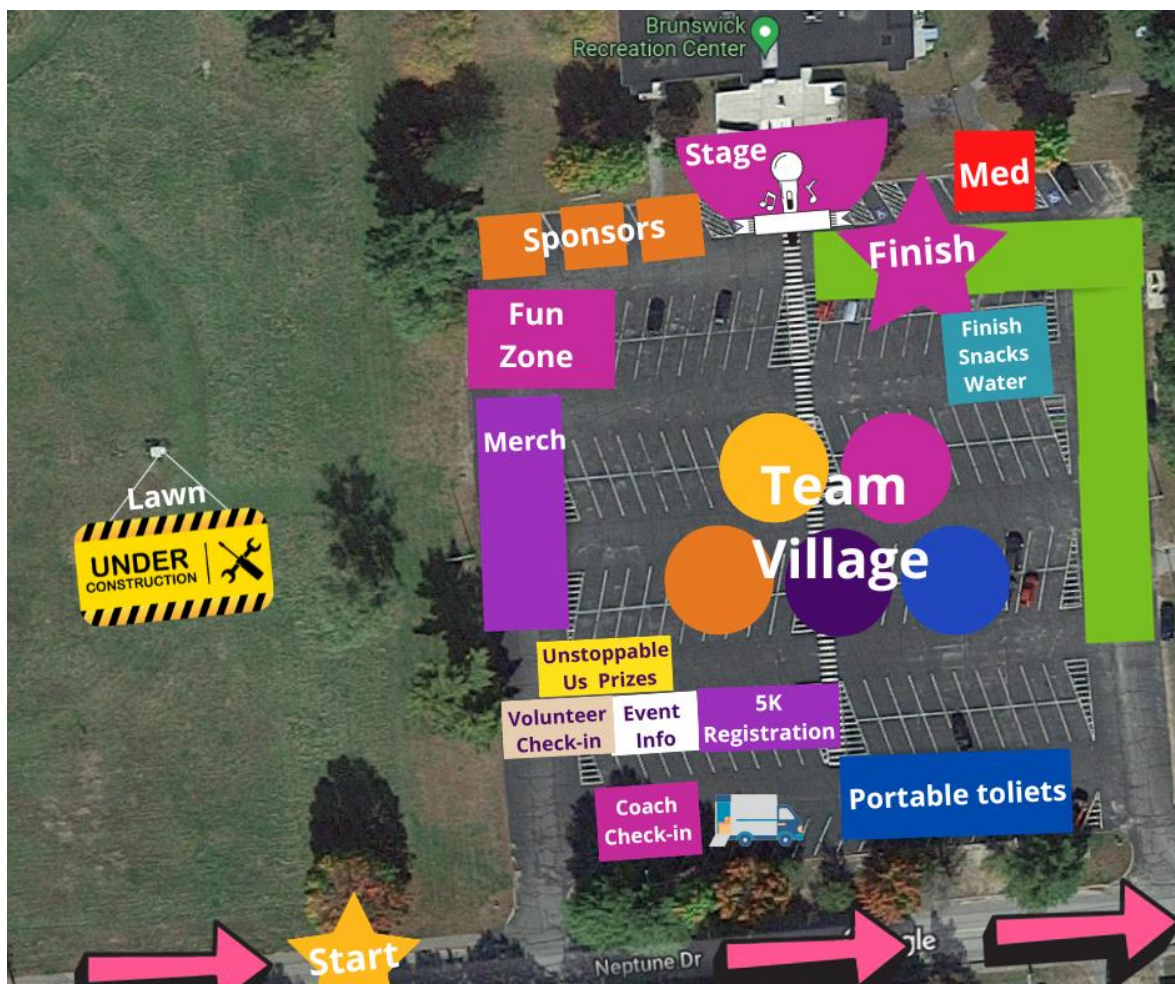 Brunswick
Recreation Center
Stage
Med
Sponsors
Finish
Fun
Zone
Finish
Snacks
Water
Merch
Team
Village
Lawn
UNDER
CONSTRUCTION
Unstoppable
Us Prizes
Volunteer
Check-in
Event
Info
5K
Registration
Portable toliets
Coach
Check-in
Start
Neptune Dr